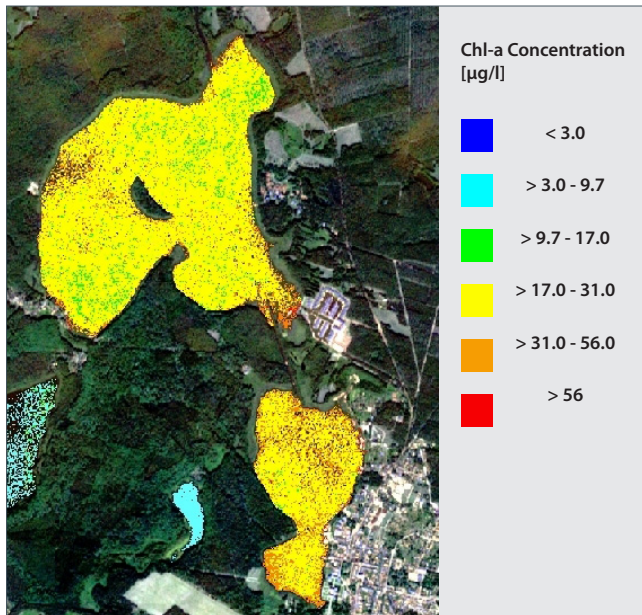 Chl-a Concentration
[µg/l]
< 3.0
> 3.0 - 9.7
> 9.7 - 17.0
> 17.0 - 31.0
> 31.0 - 56.0
> 56